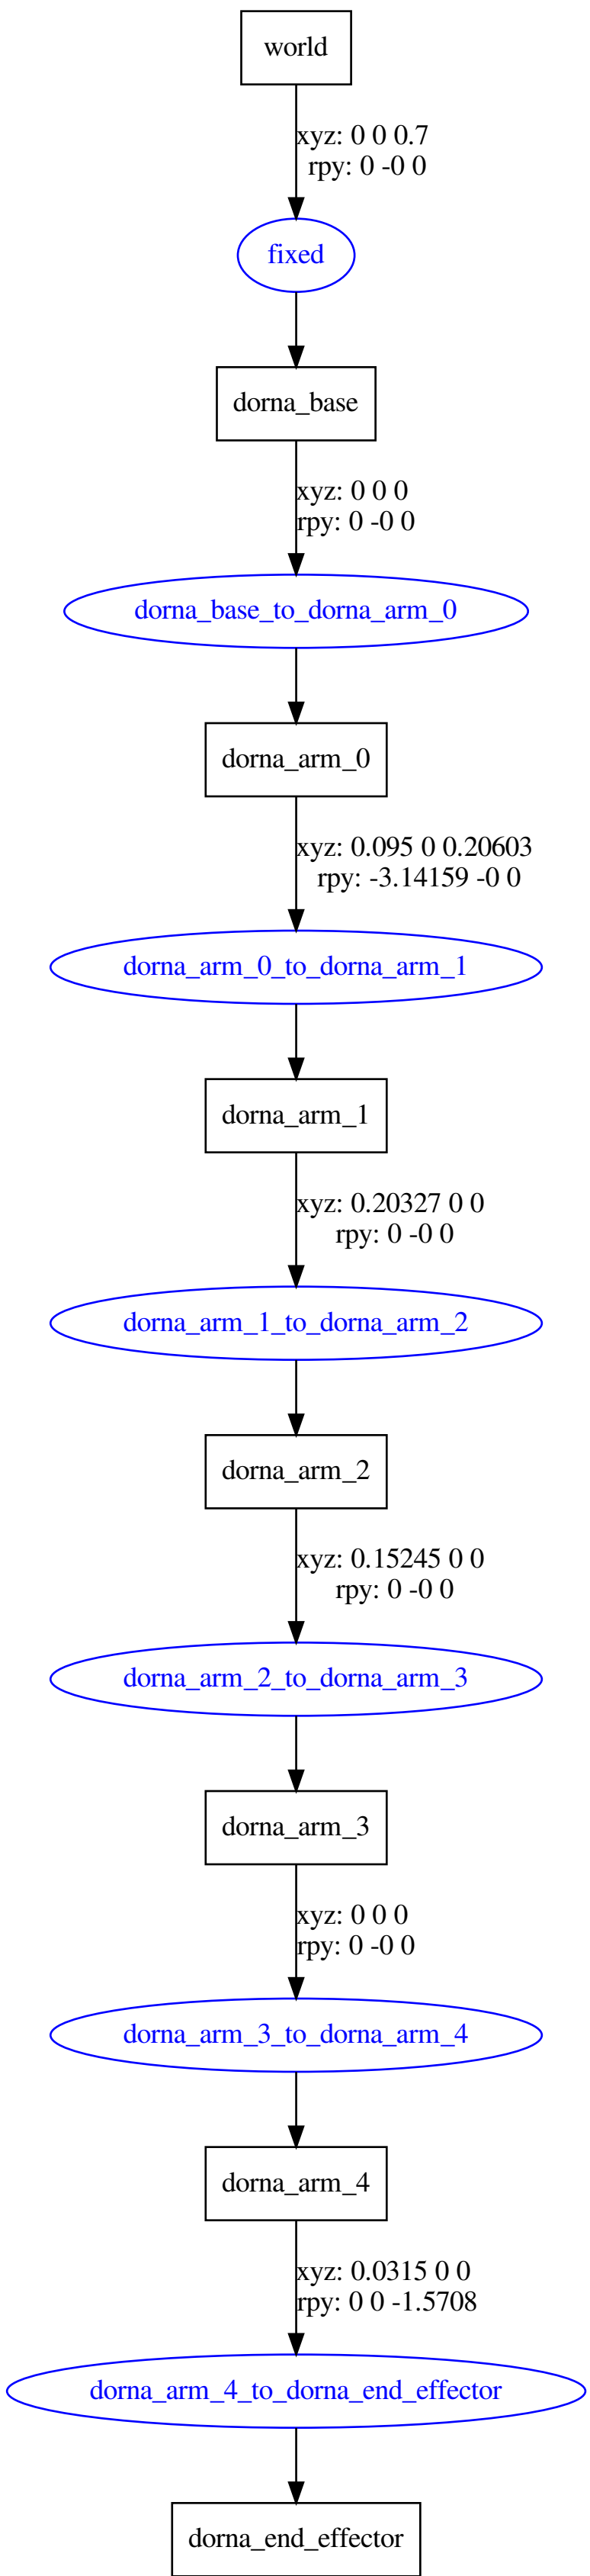 world
xyz: 0 0 0.7
rpy: 0 -0 0
fixed
dorna_base
xyz: 0 0 0
rpy: 0 -0 0
dorna_base_to_dorna_arm_0
dorna_arm_0
xyz: 0.095 0 0.20603
rpy: -3.14159 -0 0
dorna_arm_0_to_dorna_arm_1
dorna_arm_1
xyz: 0.20327 0 0
rpy: 0 -0 0
dorna_arm_1_to_dorna_arm_2
dorna_arm_2
xyz: 0.15245 0 0
rpy: 0 -0 0
dorna_arm_2_to_dorna_arm_3
dorna_arm_3
xyz: 0 0 0
rpy: 0 -0 0
dorna_arm_3_to_dorna_arm_4
dorna_arm_4
xyz: 0.0315 0 0
rpy: 0 0 -1.5708
dorna_arm_4_to_dorna_end_effector
dorna_end_effector